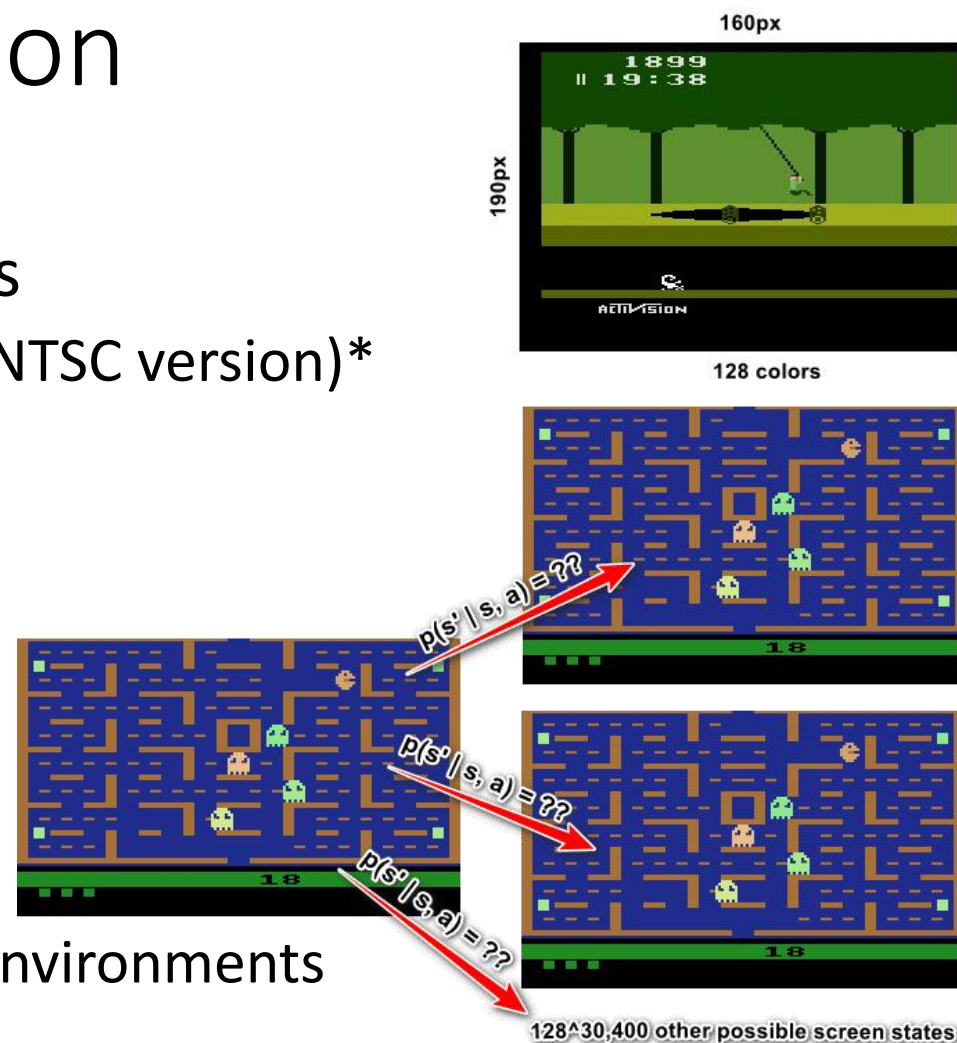 on
160px
1899
II 19:38
190px
s
NTSC version)*
ACTIVISION
128 colors
p(s' | s, a) = ??
18
18
p(s' | s, a) = ??
p(s' | s, a) = ??
18
nvironments
128^30,400 other possible screen states